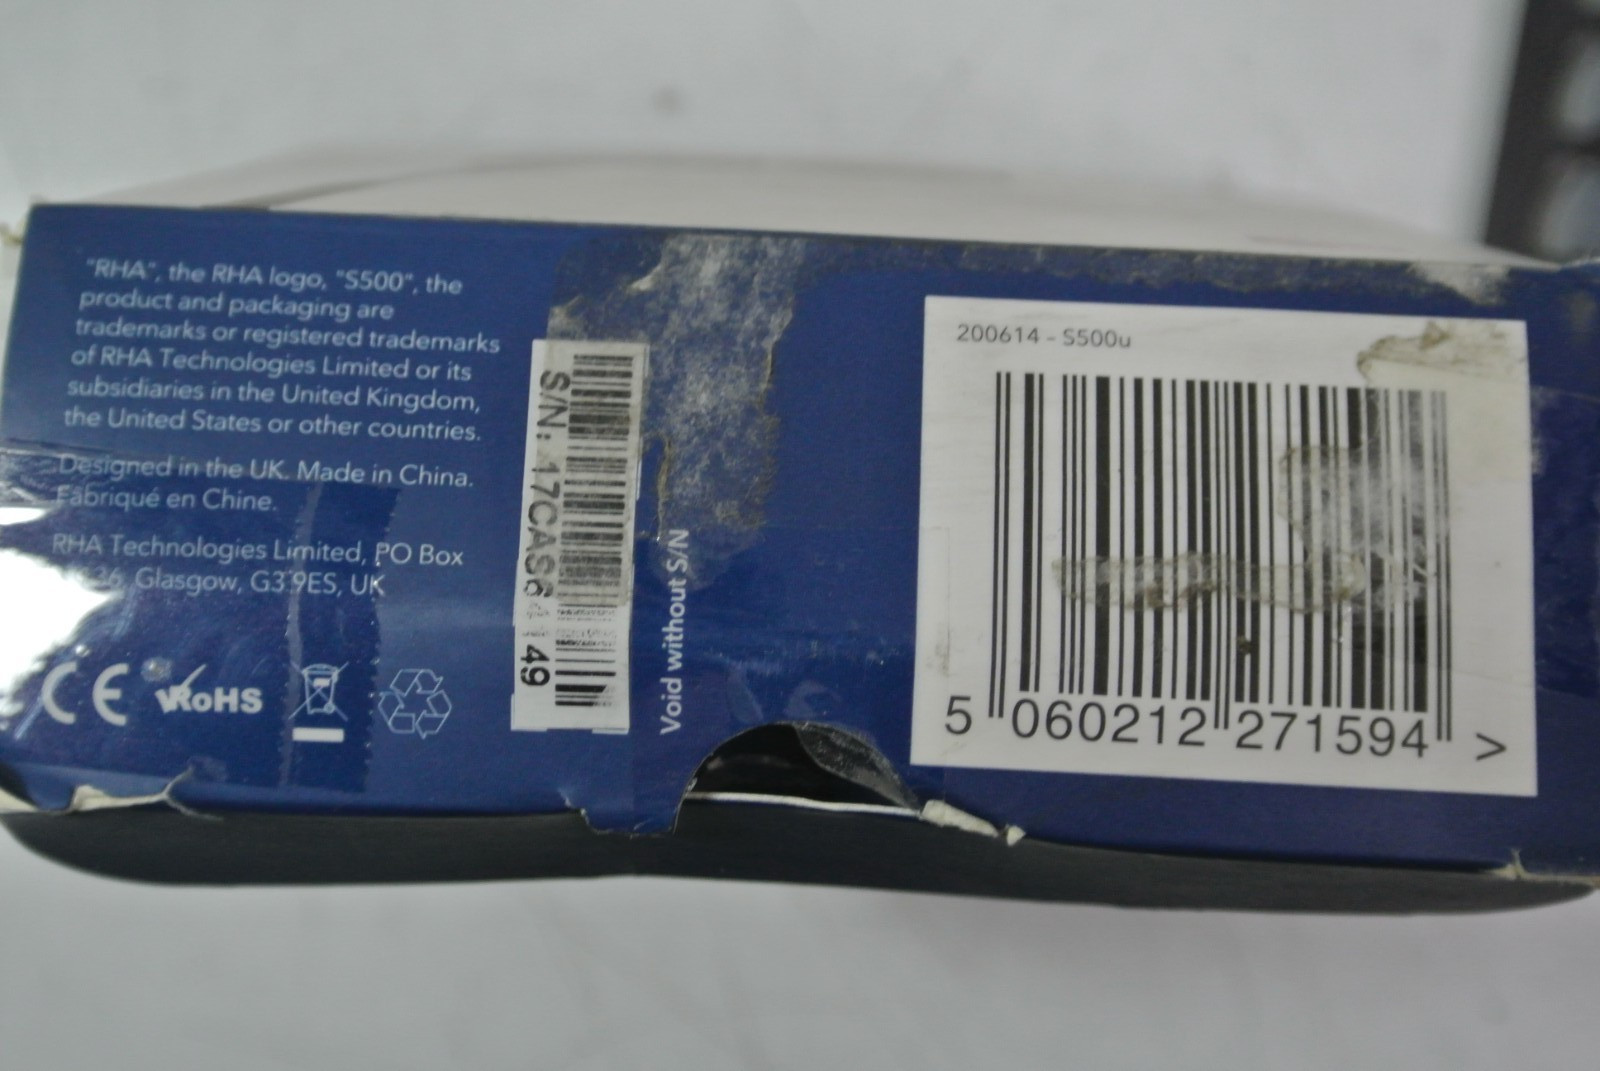 "RHA", the RHA logo, "S500", the
product and packaging are
trademarks or registered trademarks
of RHA Technologies Limited or its
subsidiaries in the United Kingdom,
the United States or other countries.
Designed in the UK. Made in China.
Fabriqué en Chine.
RHA Technologies Limited, PO Box
Glasgow, G3 9ES, UK
CE RoHS
S/N:
Void without S/N
200614 - S500u
5 060212 271594 >